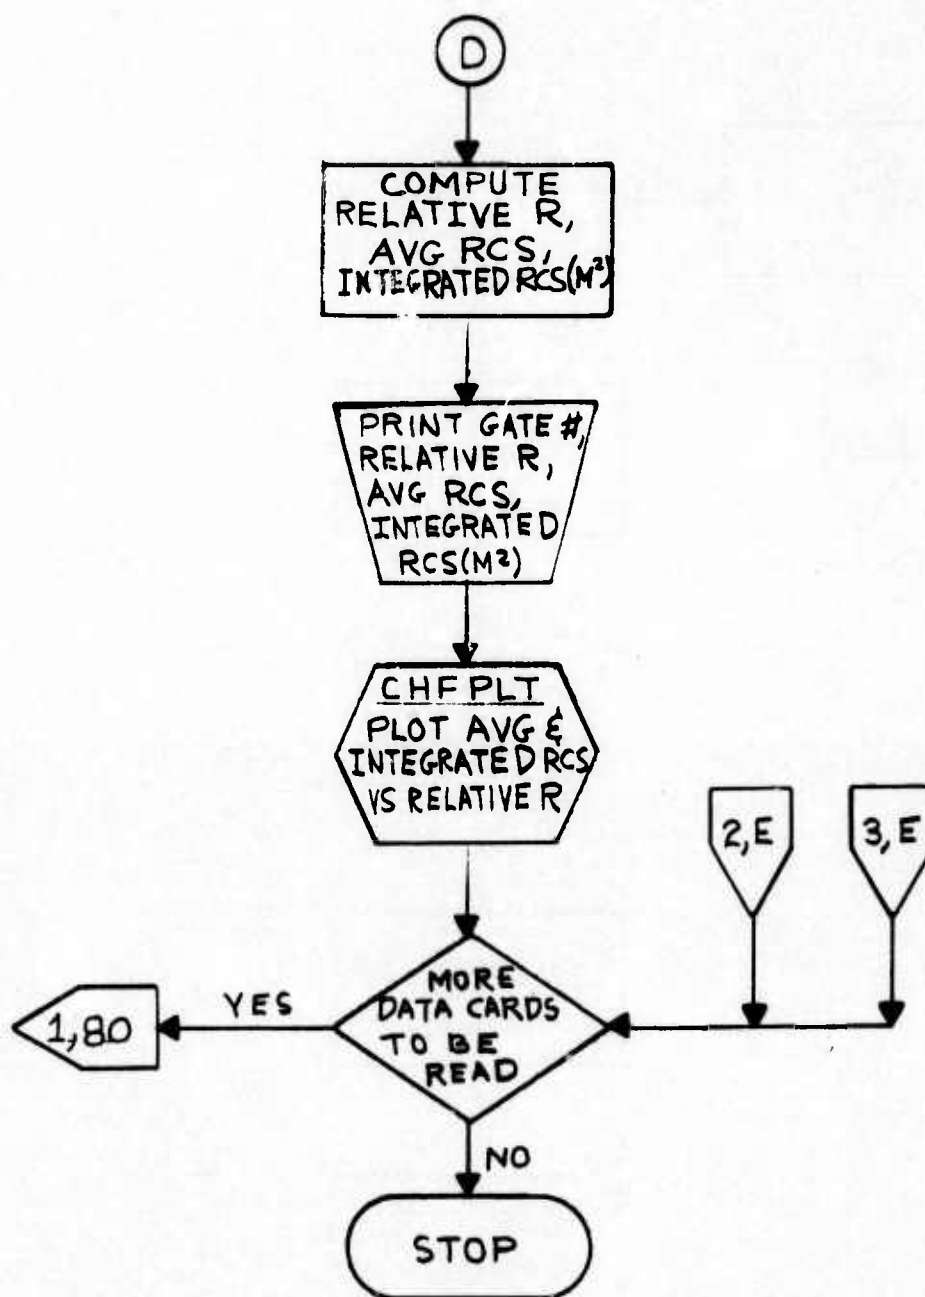 D
COMPUTE
RELATIVE R,
AVG RCS,
INTEGRATED RCS(M²)
PRINT GATE #,
RELATIVE R,
AVG RCS,
INTEGRATED
RCS(M²)
CHFPLT
PLOT AVG &
INTEGRATED RCS
VS RELATIVE R
2,E
3,E
MORE
DATA CARDS
TO BE
READ
YES
1,80
NO
STOP